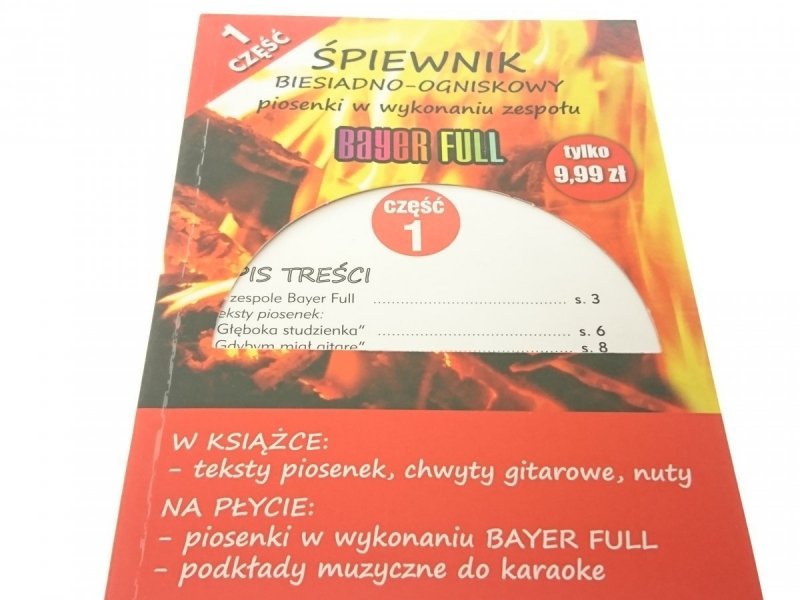 1
CZĘŚĆ
ŚPIEWNIK
BIESIADNO-OGNISKOWY
piosenki w wykonaniu zespołu
BAYER FULL
tylko
9,99 zł
część
1
PIS TREŚCI
zespole Bayer Full ........................................ s. 3
eksty piosenek:
Głęboka studzienka" ........................................ s. 6
Gdybym miał gitarę" ........................................ s. 8
W KSIĄŻCE:
- teksty piosenek, chwyty gitarowe, nuty
NA PŁYCIE:
- piosenki w wykonaniu BAYER FULL
- podkłady muzyczne do karaoke